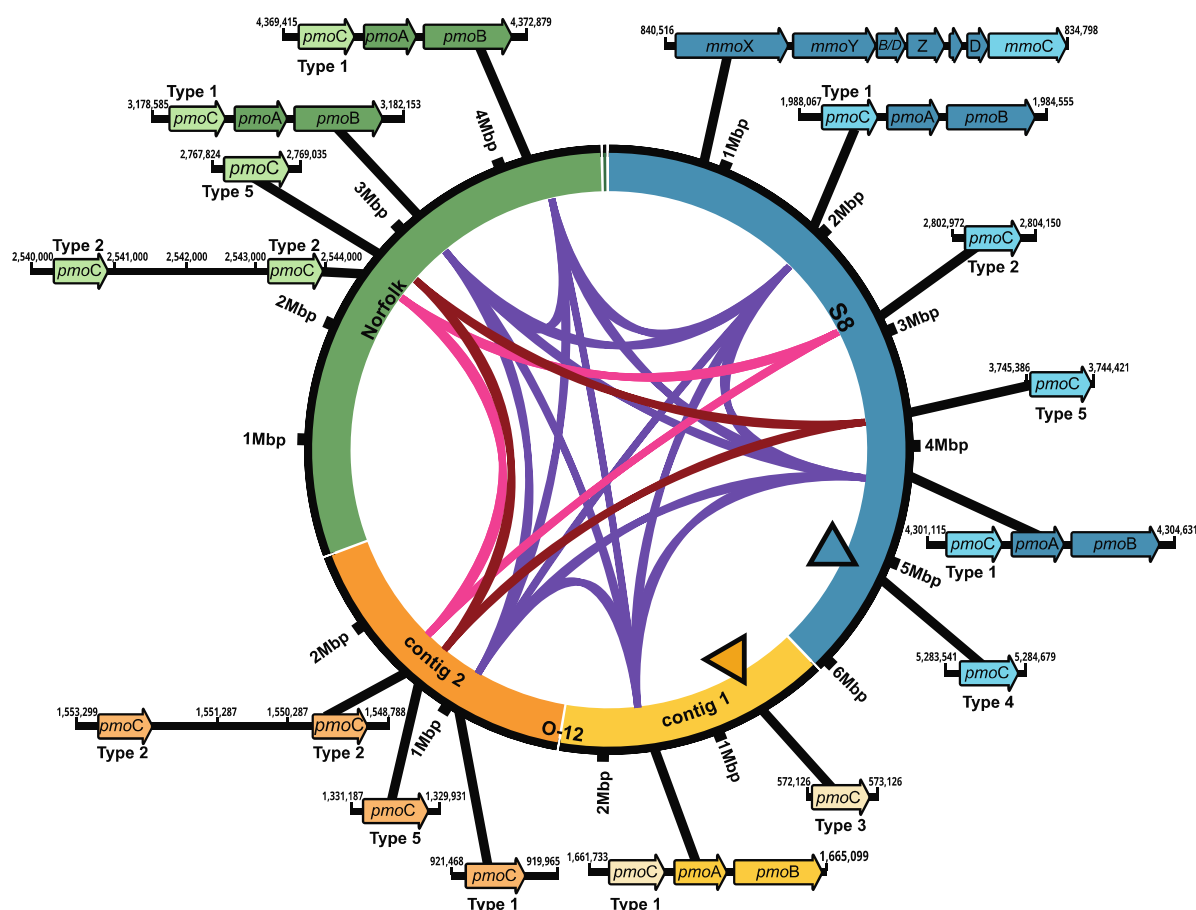 4,369,415 pmoC pmoA pmoB 4,372,879
Type 1
840,516 mmoX mmoY B/D Z D mmoC 834,798
Type 1
3,178,585 pmoC pmoA pmoB 3,182,153
Type 1
1,988,067 pmoC pmoA pmoB 1,984,555
2,767,824 pmoC 2,769,035
Type 5
4Mbp
1Mbp
3Mbp
2Mbp
2,802,972 pmoC 2,804,150
Type 2
Type 2 Type 2
2,540,000 pmoC 2,541,000 2,542,000 2,543,000 pmoC 2,544,000
2Mbp
Norfolk
S8
3Mbp
3,745,386 pmoC 3,744,421
Type 5
1Mbp
4Mbp
4,301,115 pmoC pmoA pmoB 4,304,631
Type 1
5Mbp
2Mbp
contig 2
contig 1
6Mbp
5,283,541 pmoC 5,284,679
Type 4
1,553,299 pmoC 1,551,287 1,550,287 pmoC 1,548,788
Type 2 Type 2
1Mbp
O-12
1Mbp
2Mbp
572,126 pmoC 573,126
Type 3
1,331,187 pmoC 1,329,931
Type 5
921,468 pmoC 919,965
Type 1
1,661,733 pmoC pmoA pmoB 1,665,099
Type 1